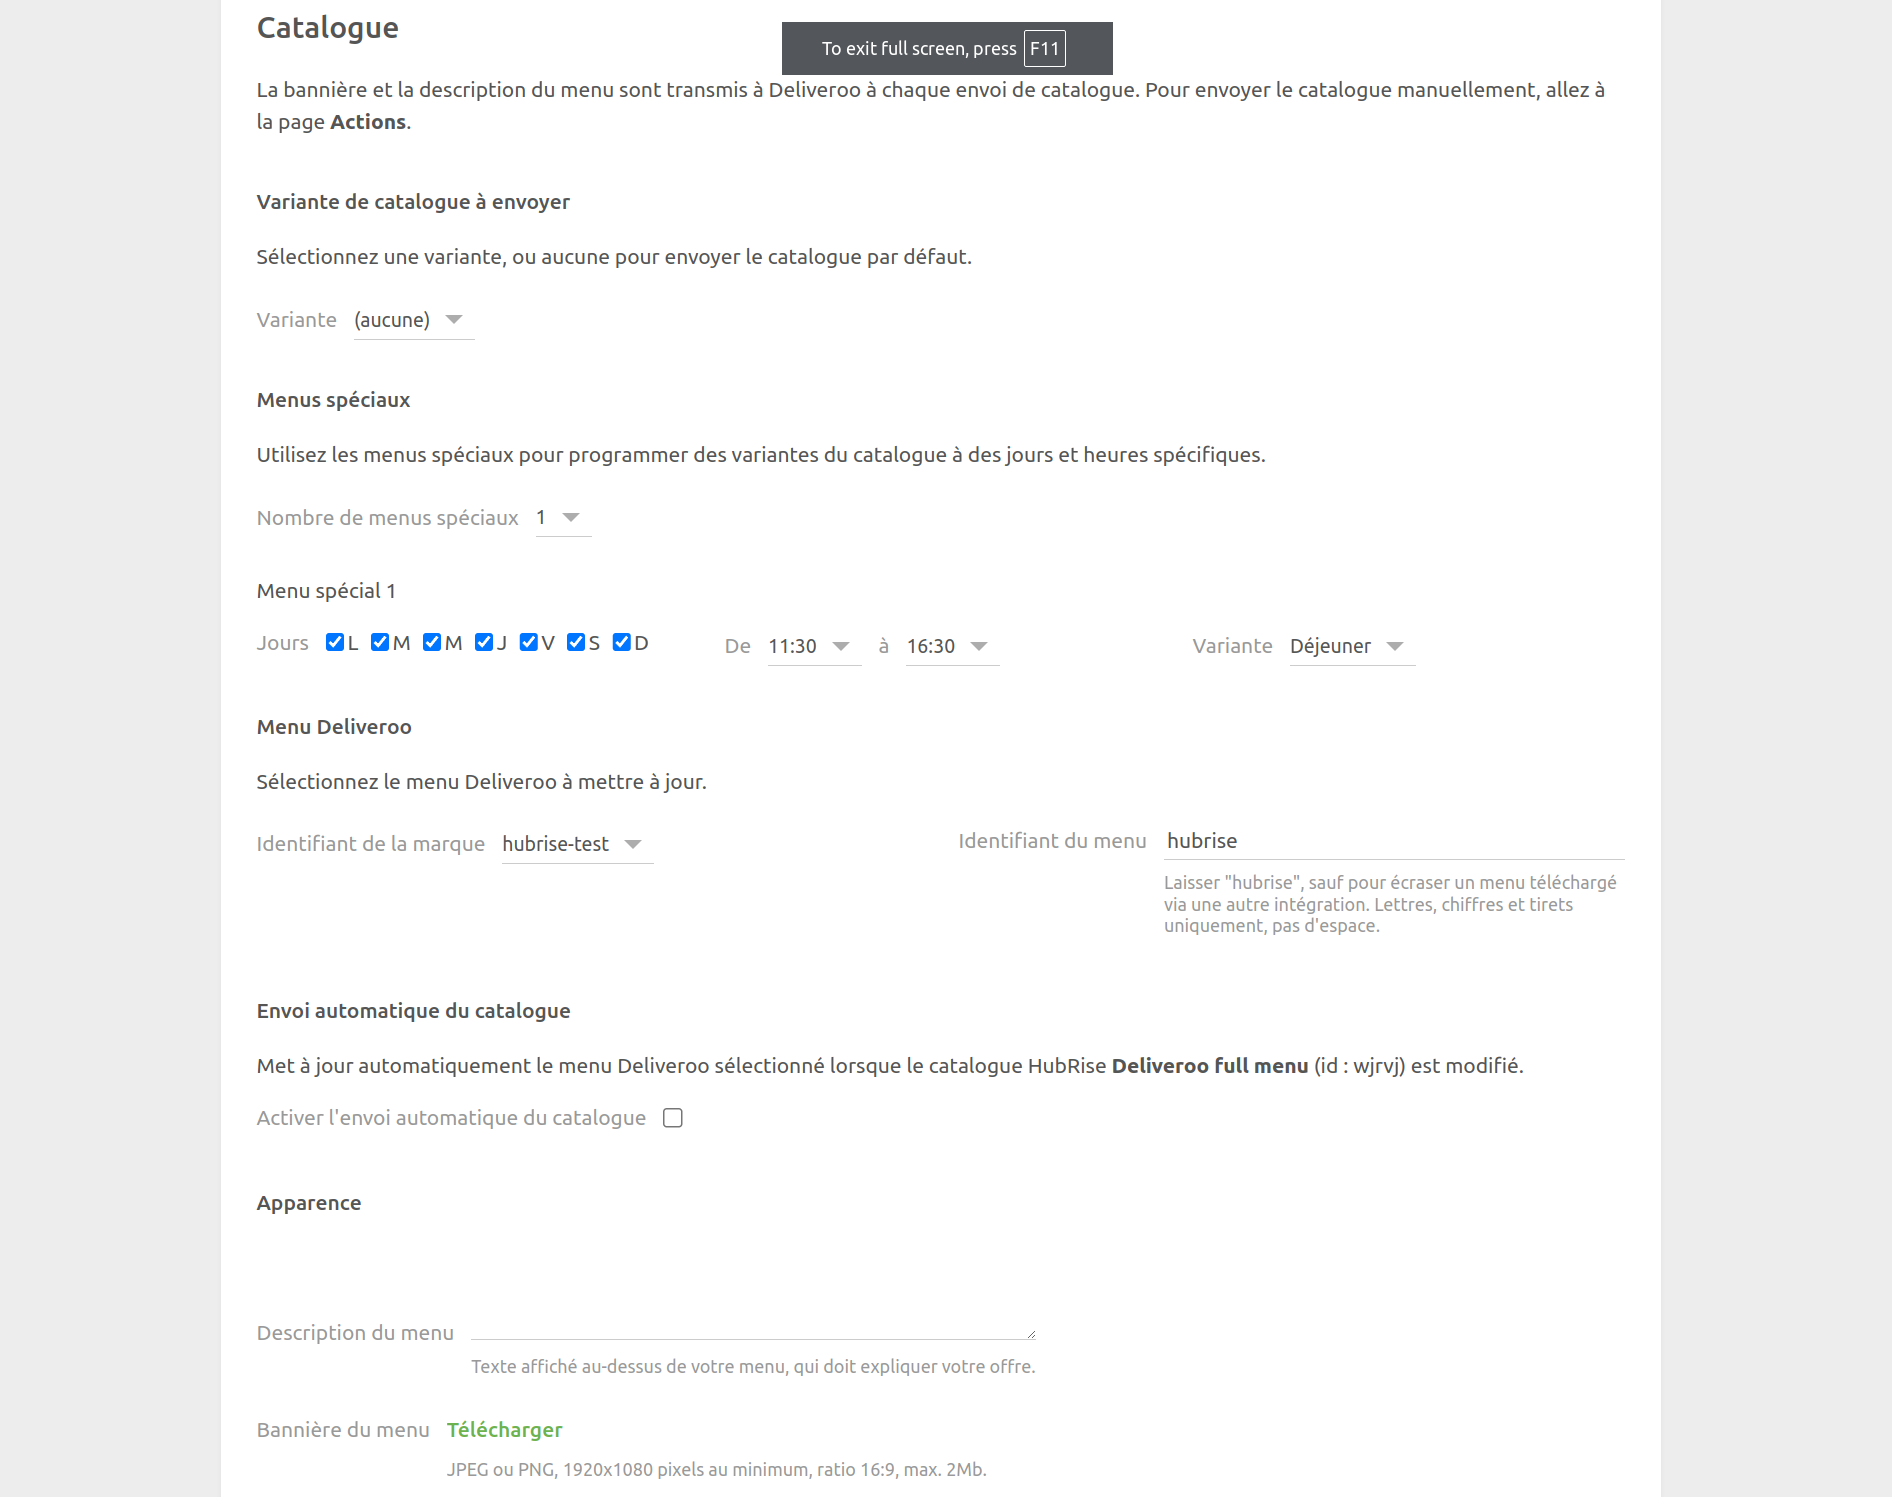 Catalogue
To exit full screen, press F11
La bannière et la description du menu sont transmis à Deliveroo à chaque envoi de catalogue. Pour envoyer le catalogue manuellement, allez à
la page Actions.
Variante de catalogue à envoyer
Sélectionnez une variante, ou aucune pour envoyer le catalogue par défaut.
Variante (aucune)
Menus spéciaux
Utilisez les menus spéciaux pour programmer des variantes du catalogue à des jours et heures spécifiques.
Nombre de menus spéciaux 1
Menu spécial 1
Jours L M M J V S D De 11:30 à 16:30 Variante Déjeuner
Menu Deliveroo
Sélectionnez le menu Deliveroo à mettre à jour.
Identifiant de la marque hubrise-test Identifiant du menu hubrise
Laisser "hubrise", sauf pour écraser un menu téléchargé
via une autre intégration. Lettres, chiffres et tirets
uniquement, pas d'espace.
Envoi automatique du catalogue
Met à jour automatiquement le menu Deliveroo sélectionné lorsque le catalogue HubRise Deliveroo full menu (id : wjrvj) est modifié.
Activer l'envoi automatique du catalogue
Apparence
Description du menu
Texte affiché au-dessus de votre menu, qui doit expliquer votre offre.
Bannière du menu Télécharger
JPEG ou PNG, 1920x1080 pixels au minimum, ratio 16:9, max. 2Mb.